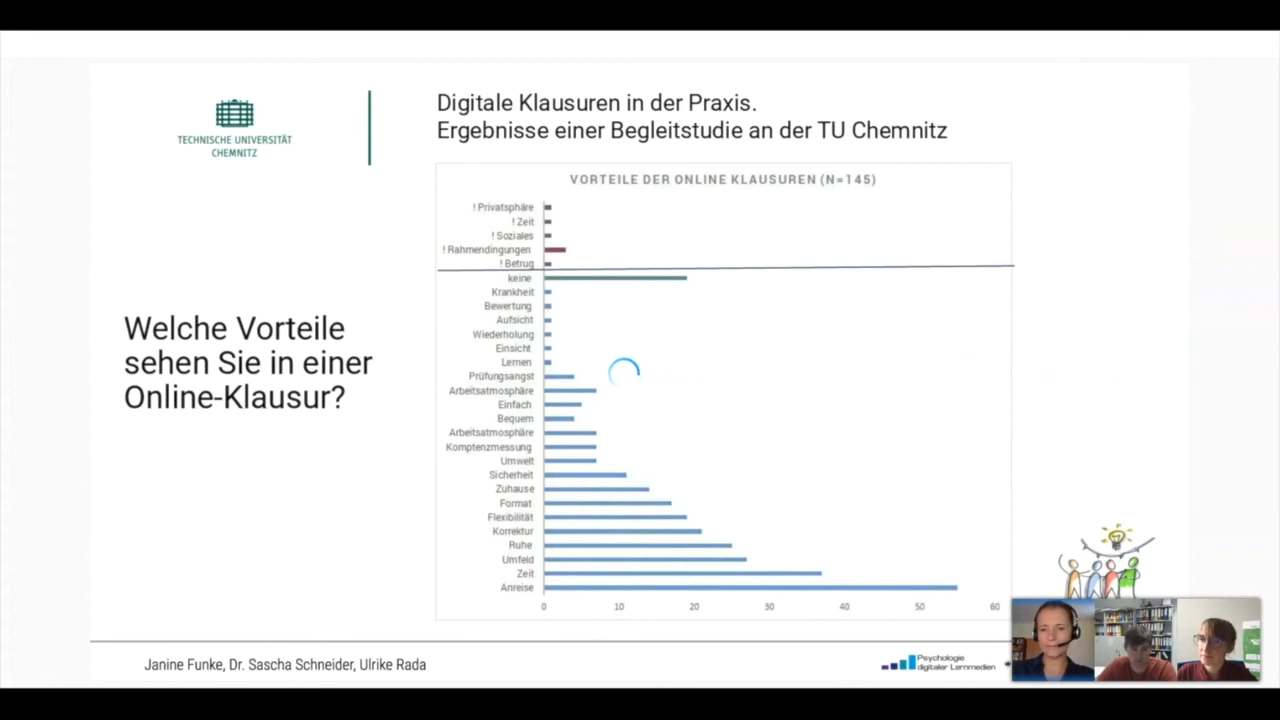 TECHNISCHE UNIVERSITÄT
CHEMNITZ
Digitale Klausuren in der Praxis.
Ergebnisse einer Begleitstudie an der TU Chemnitz
Welche Vorteile
sehen Sie in einer
Online-Klausur?
VORTEILE DER ONLINE KLAUSUREN (N=145)
! Privatsphäre
! Zeit
! Soziales
! Rahmendingungen
! Betrug
keine
Krankheit
Bewertung
Aufsicht
Wiederholung
Einsicht
Lernen
Prüfungsangst
Arbeitsatmosphäre
Einfach
Bequem
Arbeitsatmosphäre
Komptenzmessung
Umwelt
Sicherheit
Zuhause
Format
Flexibilität
Korrektur
Ruhe
Umfeld
Zeit
Anreise
0 10 20 30 40 50 60
Janine Funke, Dr. Sascha Schneider, Ulrike Rada
Psychologie
digitaler Lernmedien